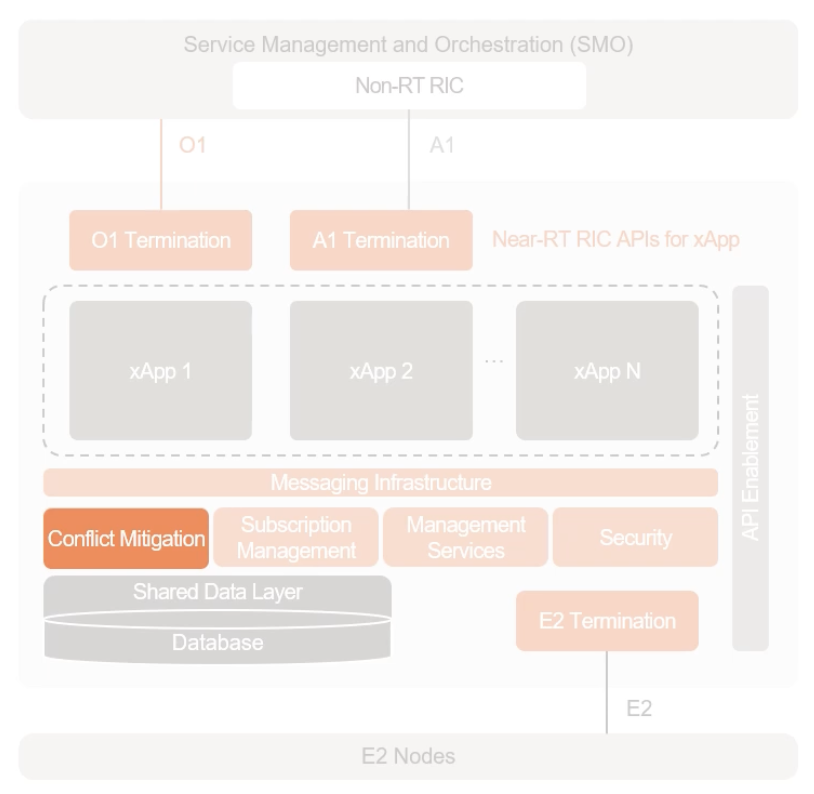 Service Management and Orchestration (SMO)
Non-RT RIC
O1
A1
O1 Termination
A1 Termination
Near-RT RIC APIs for xApp
xApp 1
xApp 2
...
xApp N
API Enablement
Messaging Infrastructure
Conflict Mitigation
Subscription
Management
Management
Services
Security
Shared Data Layer
Database
E2 Termination
E2
E2 Nodes